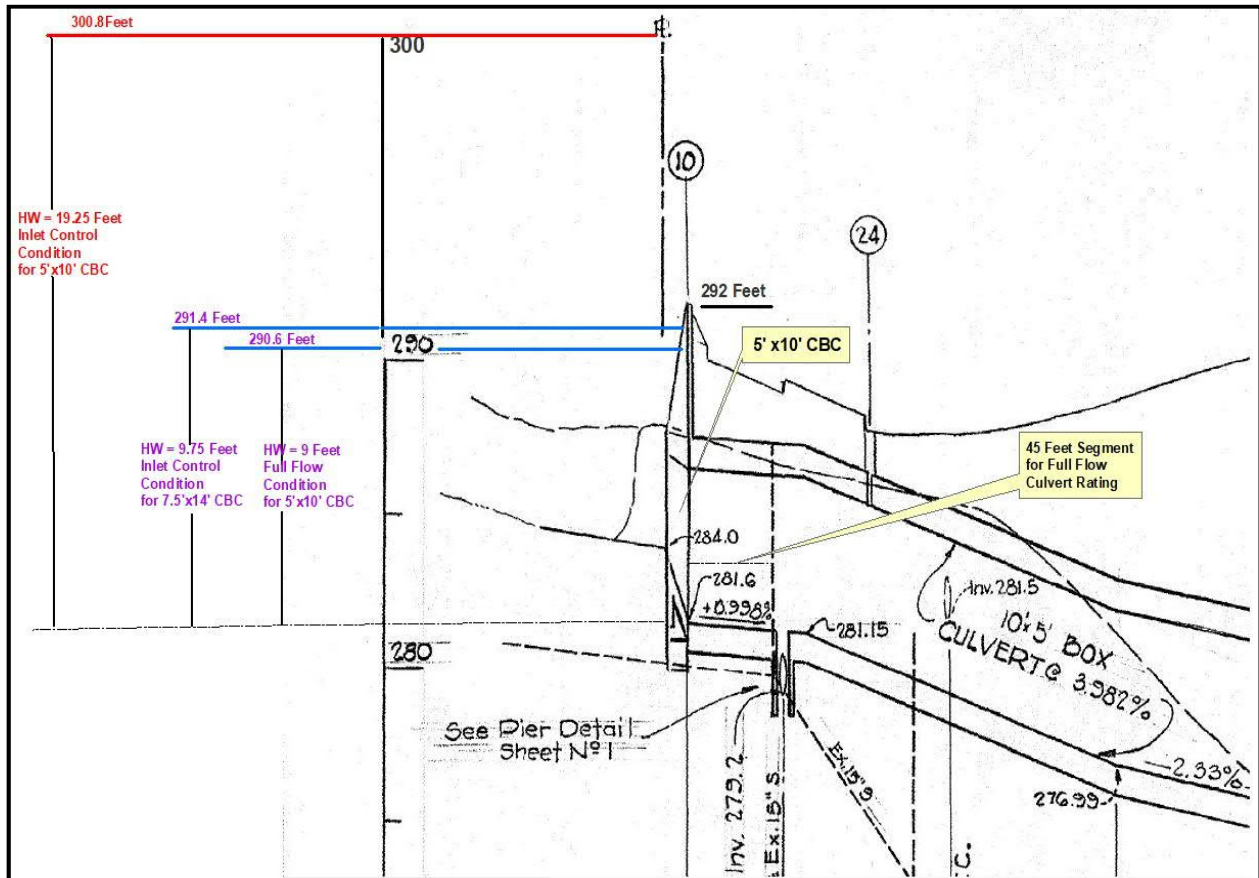 300.8Feet
300
R.
10
HW = 19.25 Feet
Inlet Control
Condition
for 5'x10' CBC
24
292 Feet
291.4 Feet
290.6 Feet
290
5' x10' CBC
HW = 9.75 Feet
Inlet Control
Condition
for 7.5'x14' CBC
HW = 9 Feet
Full Flow
Condition
for 5'x10' CBC
45 Feet Segment
for Full Flow
Culvert Rating
284.0
281.6
+0.998%
Inv. 281.5
281.15
10'x5' BOX
CULVERT@ 3.982%
280
See Pier Detail
Sheet Nº1
Inv. 279.2
Ex.15" S
Ex.15"S
2.33%
276.99
C.